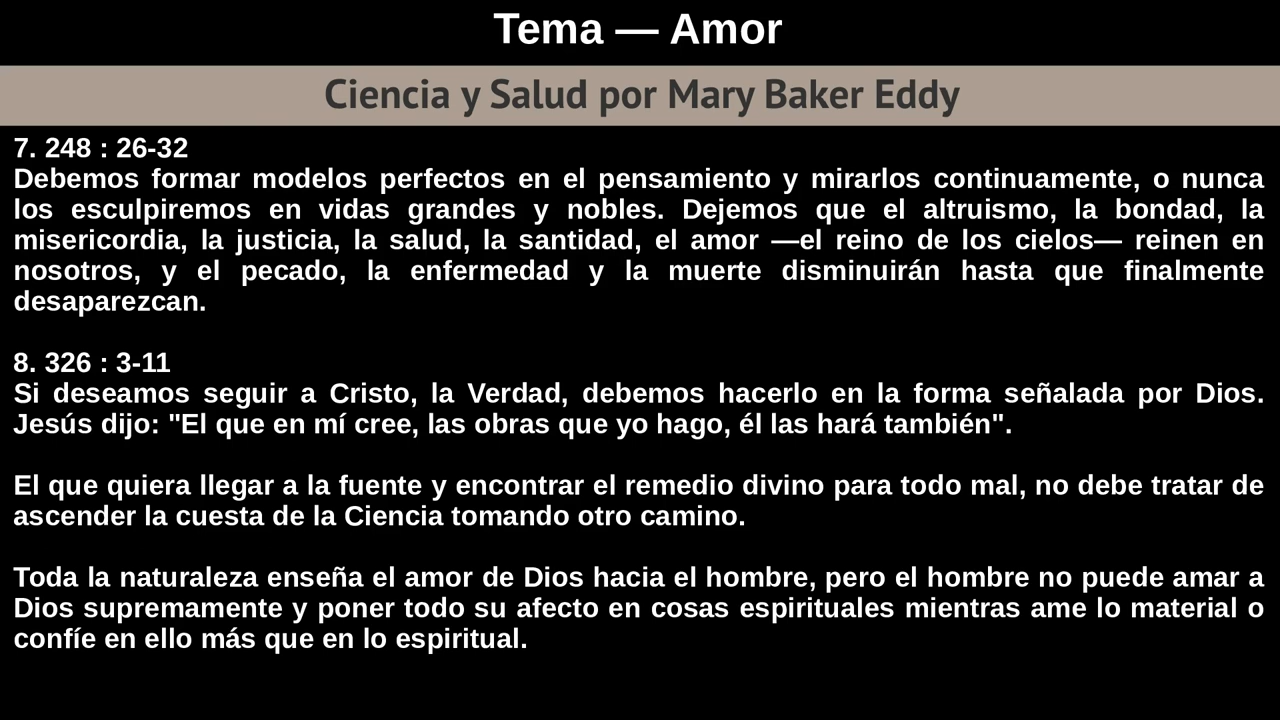 Tema — Amor
Ciencia y Salud por Mary Baker Eddy
7. 248 : 26-32
Debemos formar modelos perfectos en el pensamiento y mirarlos continuamente, o nunca
los esculpiremos en vidas grandes y nobles. Dejemos que el altruismo, la bondad, la
misericordia, la justicia, la salud, la santidad, el amor —el reino de los cielos— reinen en
nosotros, y el pecado, la enfermedad y la muerte disminuirán hasta que finalmente
desaparezcan.
8. 326 : 3-11
Si deseamos seguir a Cristo, la Verdad, debemos hacerlo en la forma señalada por Dios.
Jesús dijo: "El que en mí cree, las obras que yo hago, él las hará también".
El que quiera llegar a la fuente y encontrar el remedio divino para todo mal, no debe tratar de
ascender la cuesta de la Ciencia tomando otro camino.
Toda la naturaleza enseña el amor de Dios hacia el hombre, pero el hombre no puede amar a
Dios supremamente y poner todo su afecto en cosas espirituales mientras ame lo material o
confíe en ello más que en lo espiritual.